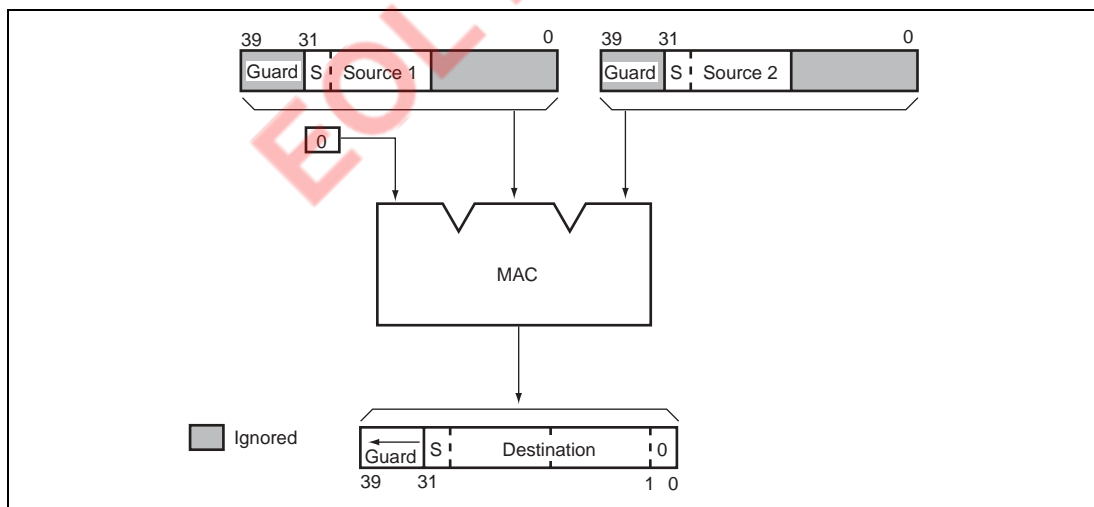 EOL
39 31 0
Guard S Source 1
39 31 0
Guard S Source 2
0
MAC
Ignored
Guard S Destination 0
39 31 1 0